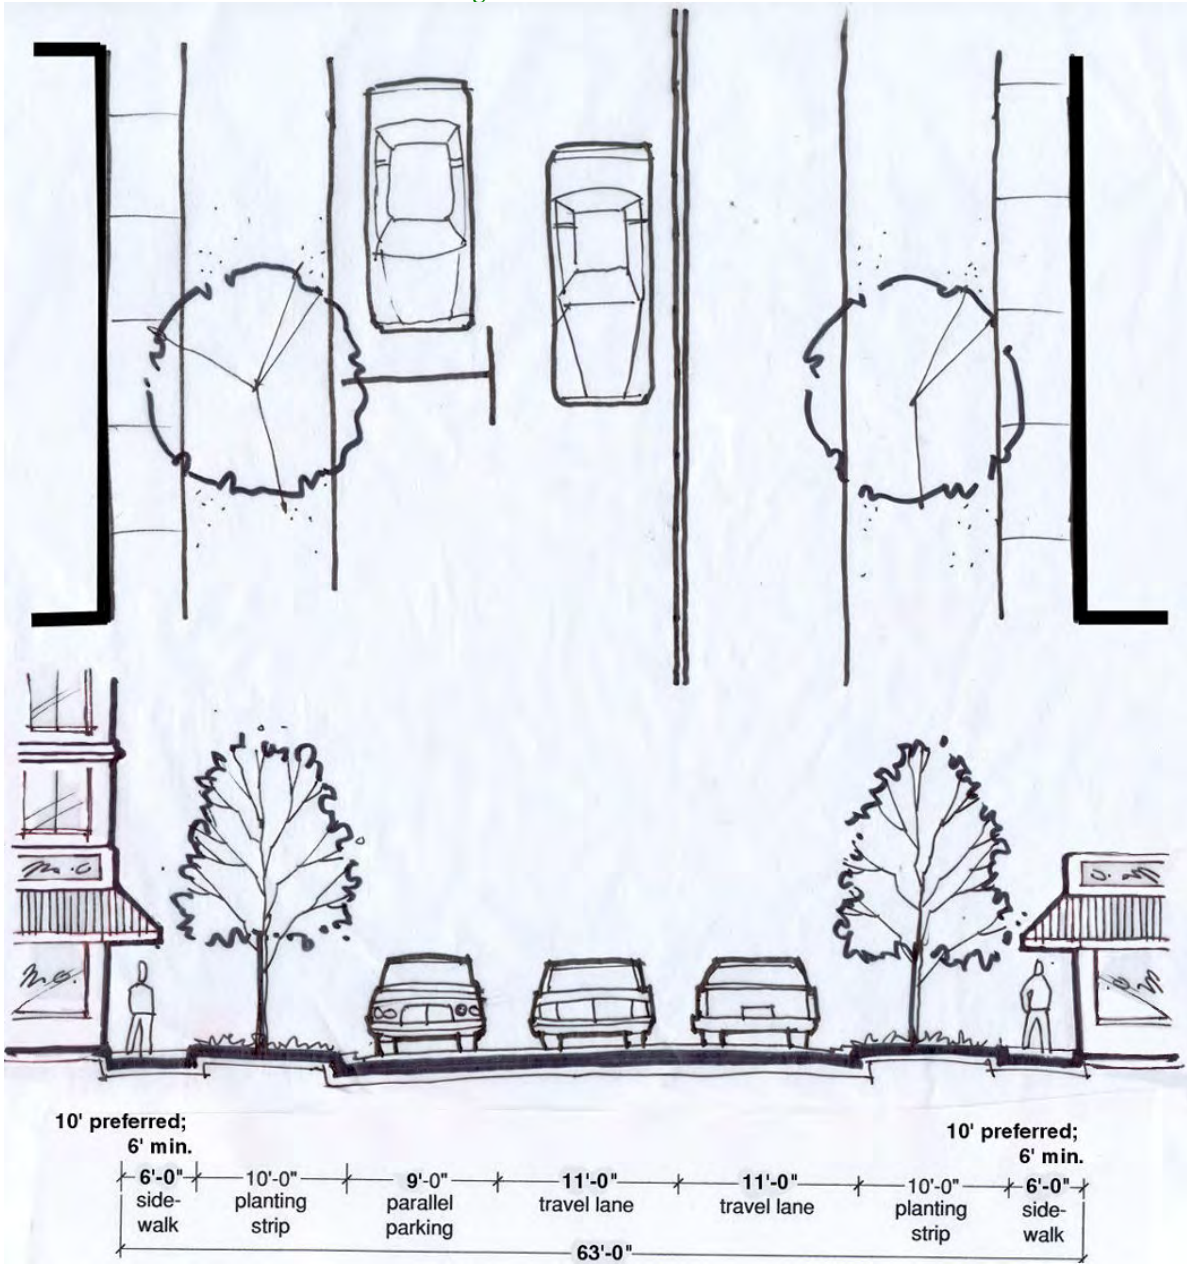 10' preferred;
6' min.
10' preferred;
6' min.
6'-0" 10'-0" 9'-0" 11'-0" 11'-0" 10'-0" 6'-0"
side-
walk
planting
strip
parallel
parking
travel lane
travel lane
planting
strip
side-
walk
63'-0"